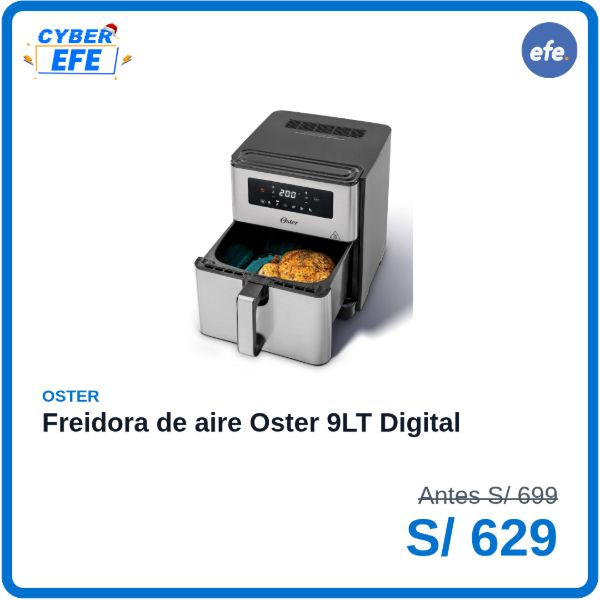 CYBER
EFE
efe.
200
Oster
OSTER
Freidora de aire Oster 9LT Digital
Antes S/ 699
S/ 629